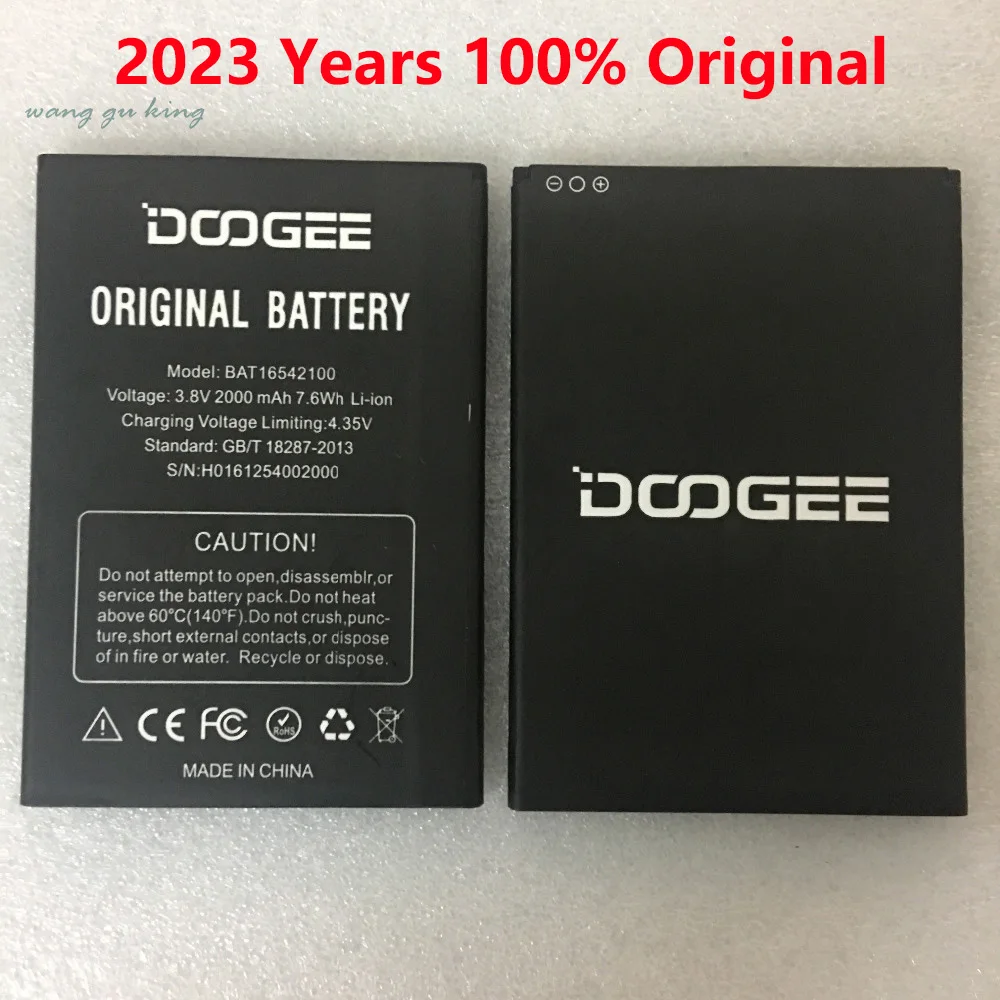 2023 Years 100% Original
wang gu king
DOOGEE
ORIGINAL BATTERY
Model: BAT16542100
Voltage: 3.8V 2000 mAh 7.6Wh Li-ion
Charging Voltage Limiting:4.35V
Standard: GB/T 18287-2013
S/N:H0161254002000
CAUTION!
Do not attempt to open,disassemblr,or
service the battery pack.Do not heat
above 60°C(140°F).Do not crush,punc-
ture,short external contacts,or dispose
of in fire or water. Recycle or dispose.
CE FC RoHS
MADE IN CHINA
DOOGEE